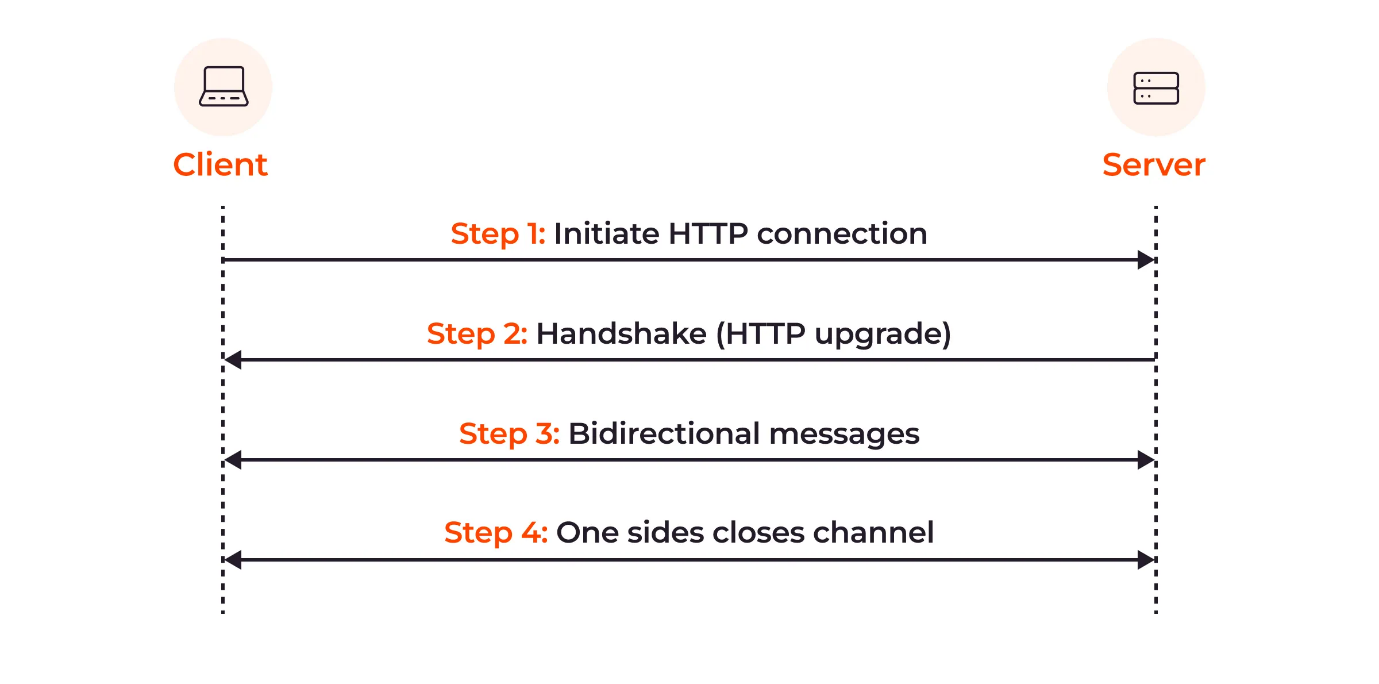 Client
Server
Step 1: Initiate HTTP connection
Step 2: Handshake (HTTP upgrade)
Step 3: Bidirectional messages
Step 4: One sides closes channel